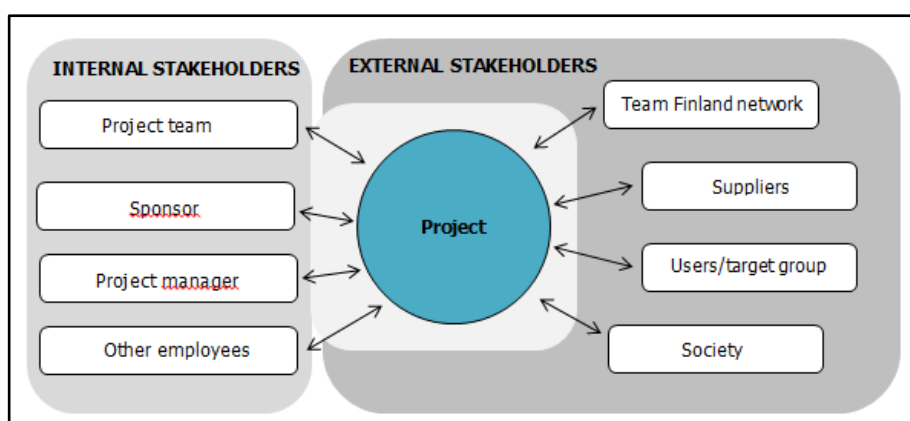 INTERNAL STAKEHOLDERS
Project team
Sponsor
Project manager
Other employees
Project
EXTERNAL STAKEHOLDERS
Team Finland network
Suppliers
Users/target group
Society